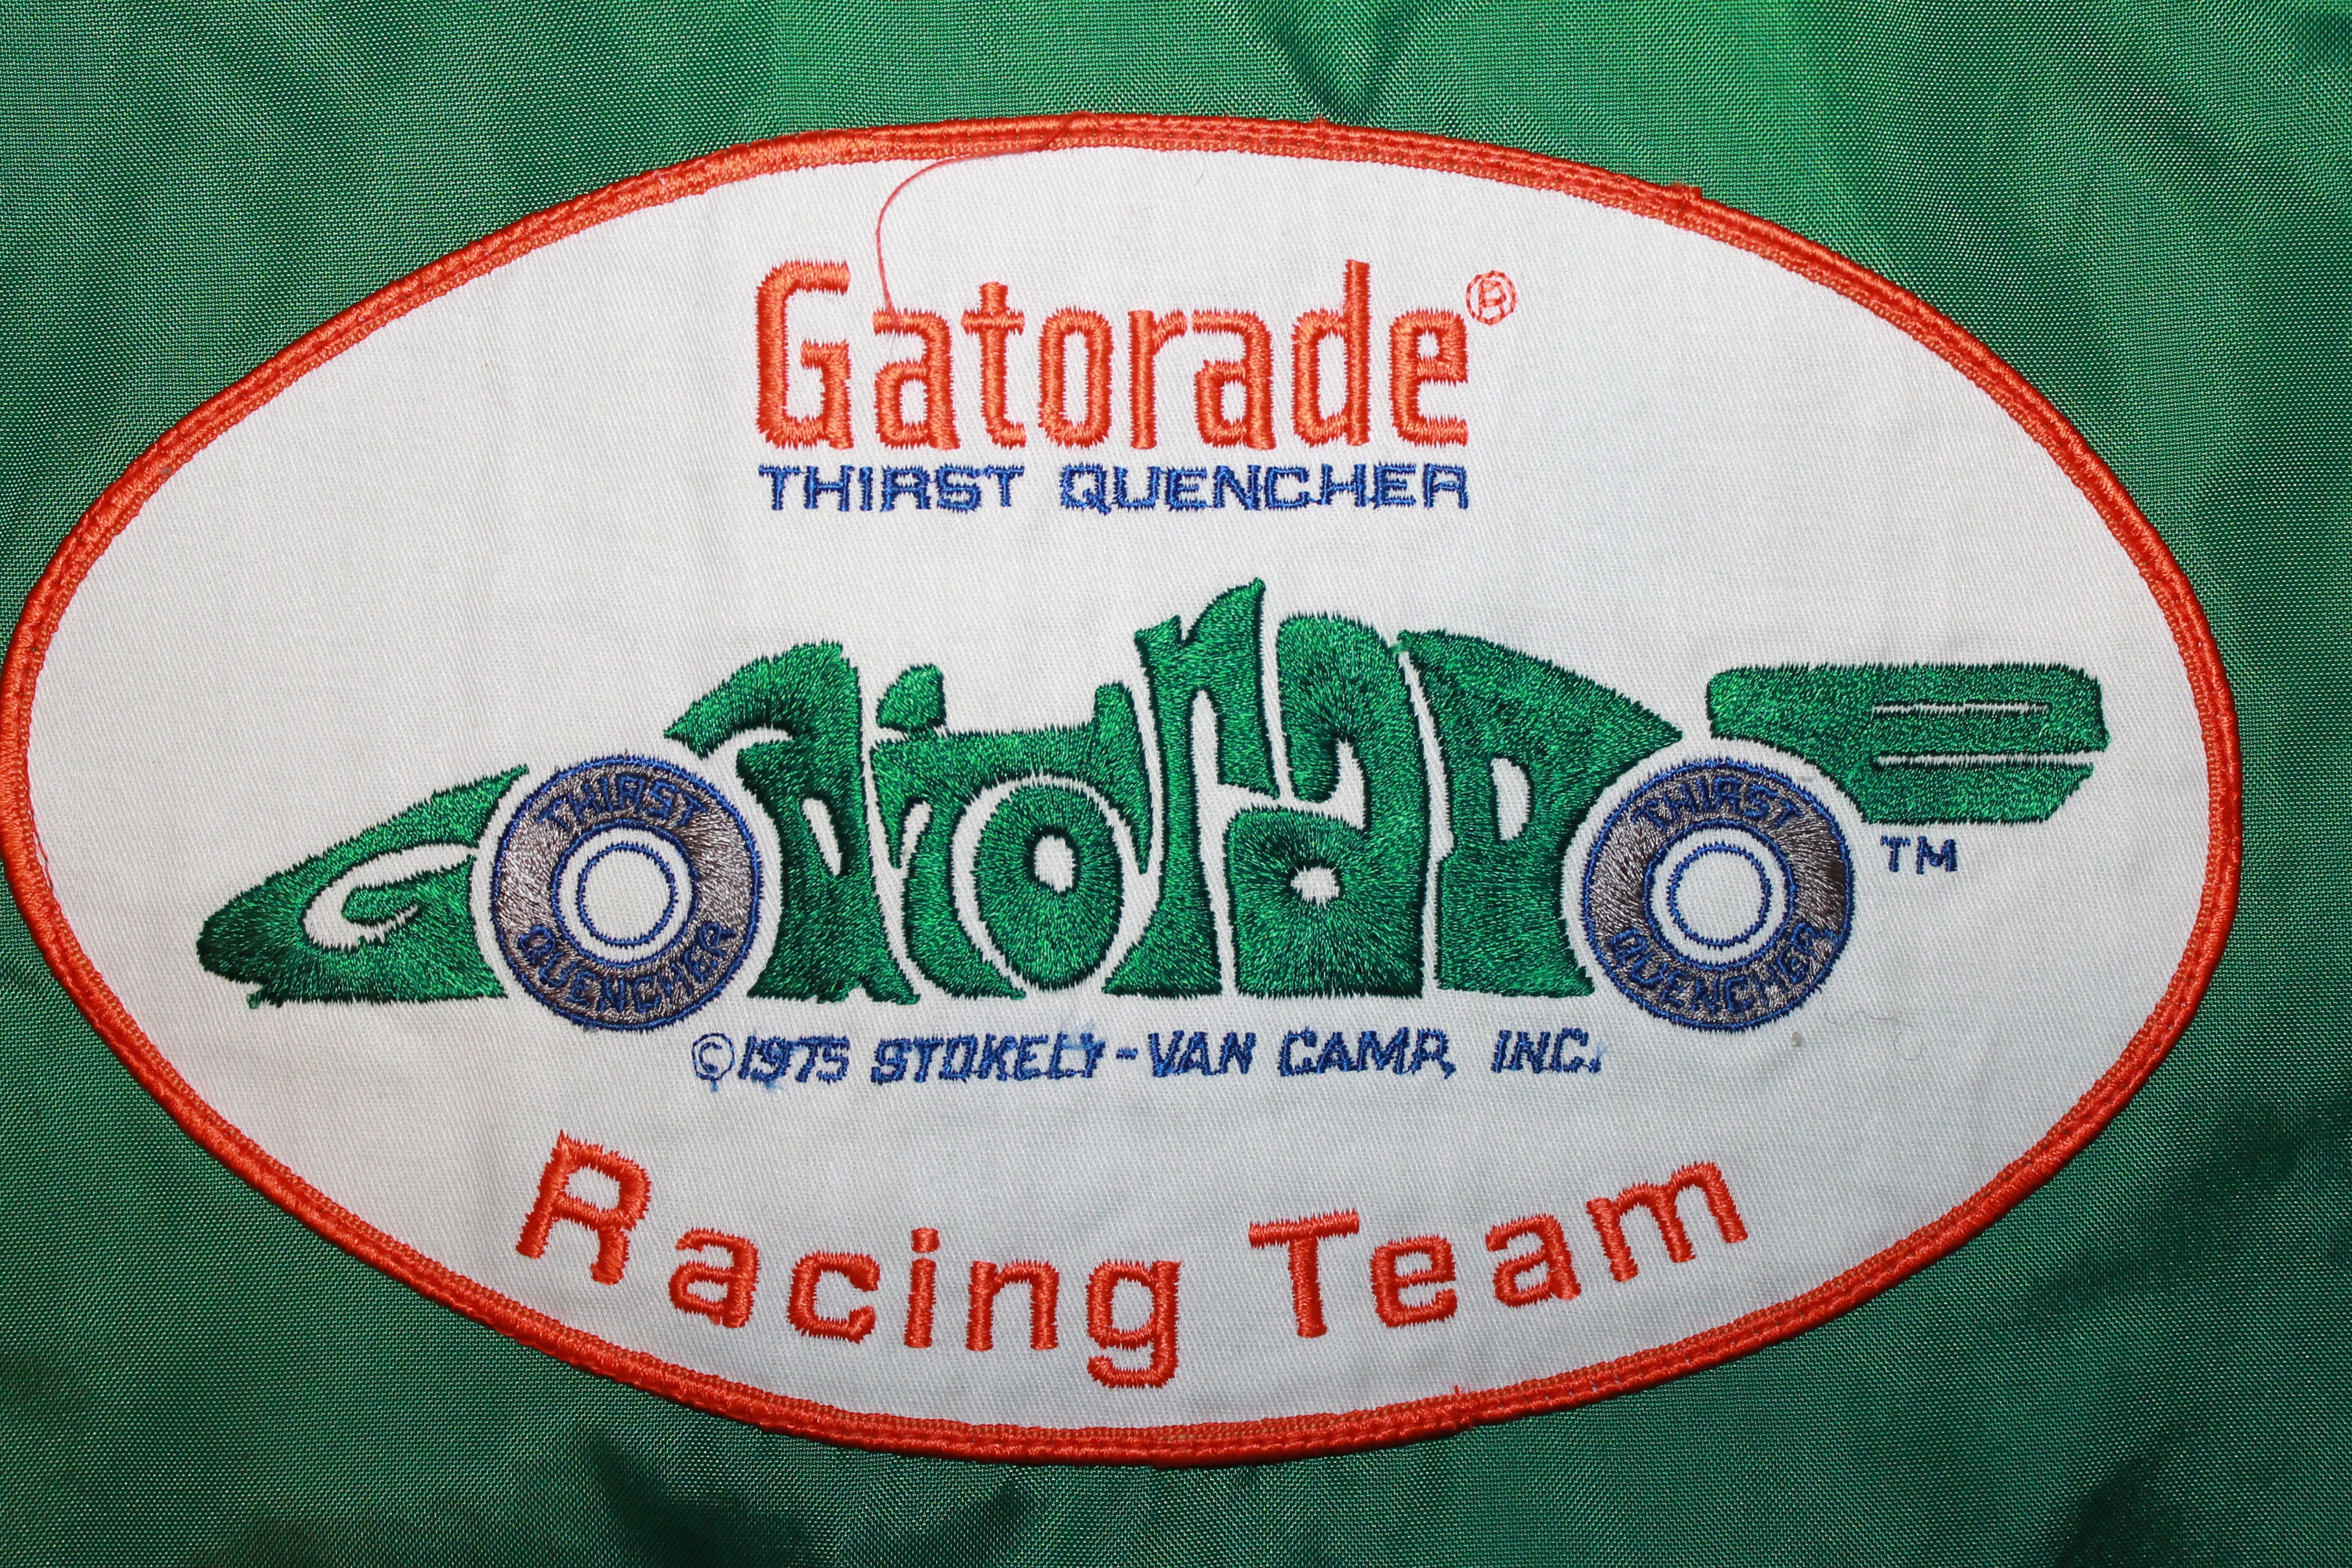 Gatorade®
THIRST QUENCHER
GatoraDe ™
THIRST QUENCHER
THIRST QUENCHER
©1975 STOKELY-VAN CAMP, INC.
Racing Team